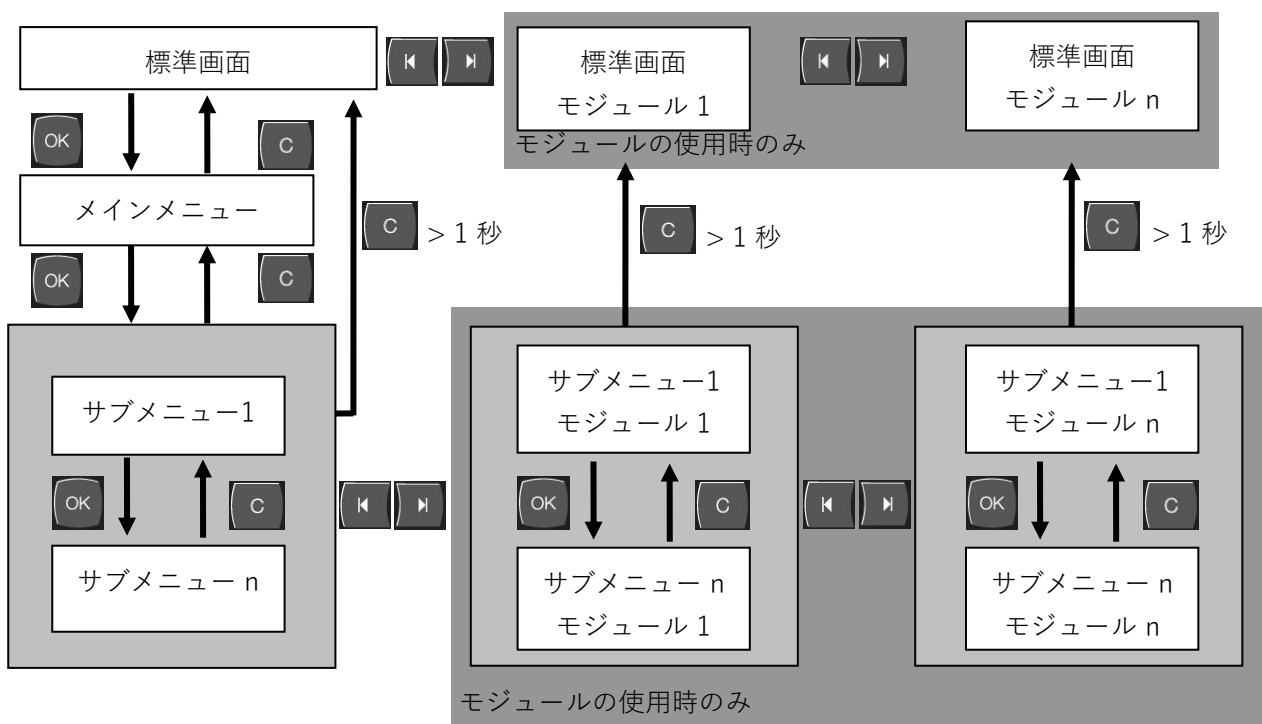 標準画面
標準画面
モジュール 1
標準画面
モジュール n
モジュールの使用時のみ
OK
C
メインメニュー
C > 1 秒
C > 1 秒
C > 1 秒
OK
C
サブメニュー1
サブメニュー1
モジュール 1
サブメニュー1
モジュール n
OK
C
OK
C
OK
C
サブメニュー n
サブメニュー n
モジュール 1
サブメニュー n
モジュール n
モジュールの使用時のみ